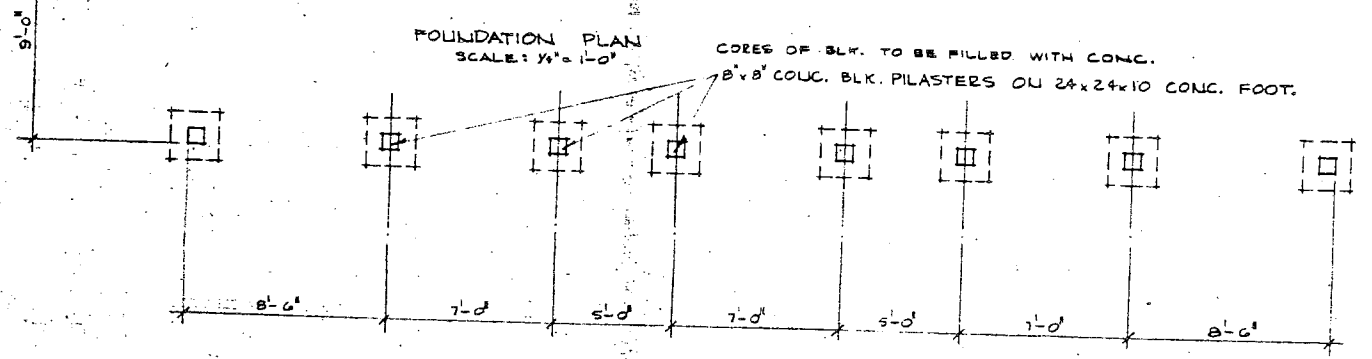 9'-0"
FOUNDATION PLAN
SCALE: 1/4" = 1'-0"
CORES OF BLK. TO BE FILLED WITH CONC.
8" x 8" CONC. BLK. PILASTERS ON 24 x 24 x 10 CONC. FOOT.
8'-6" 7'-0" 5'-0" 7'-0" 5'-0" 7'-0" 8'-6"